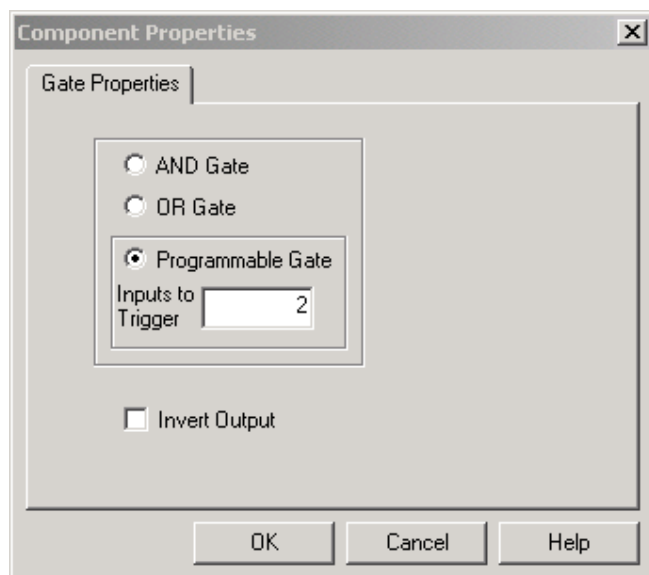 Component Properties
Gate Properties
AND Gate
OR Gate
Programmable Gate
Inputs to
Trigger
2
Invert Output
OK
Cancel
Help